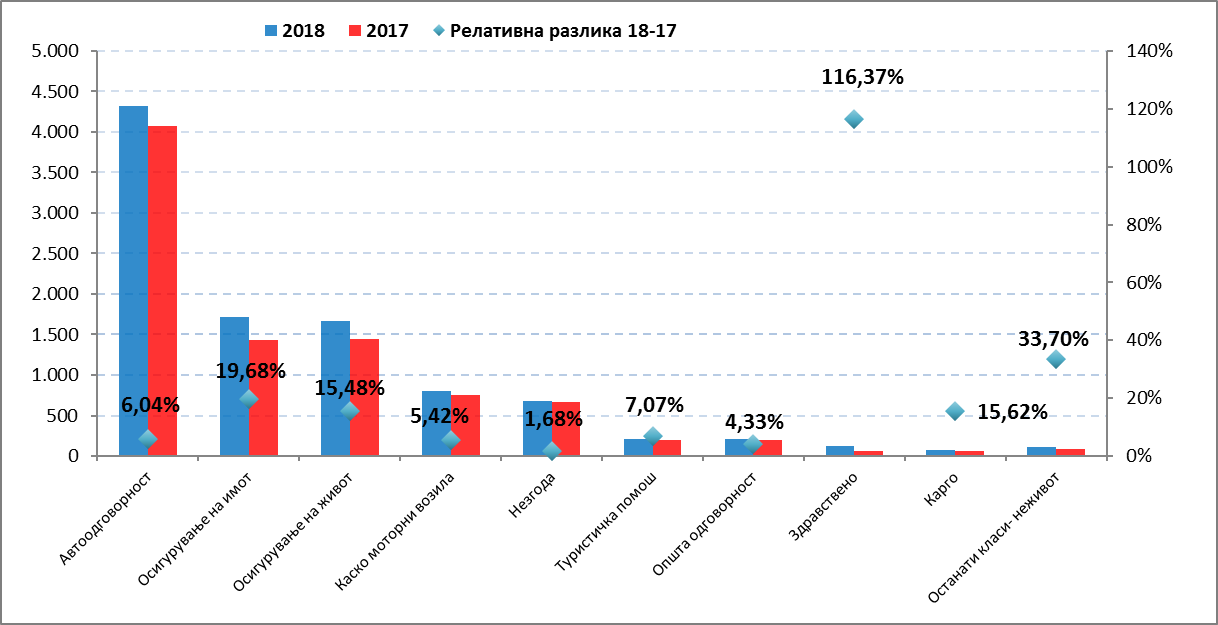 2018 2017 Релативна разлика 18-17
5.000
4.500
4.000
3.500
3.000
2.500
2.000
1.500
1.000
500
0
140%
120%
100%
80%
60%
40%
20%
0%
6,04%
19,68%
15,48%
5,42%
1,68%
7,07%
4,33%
116,37%
15,62%
33,70%
Автоодговорност
Осигурување на имот
Осигурување на живот
Каско моторни возила
Незгода
Туристичка помош
Општа одговорност
Здравствено
Карго
Останати класи- неживот